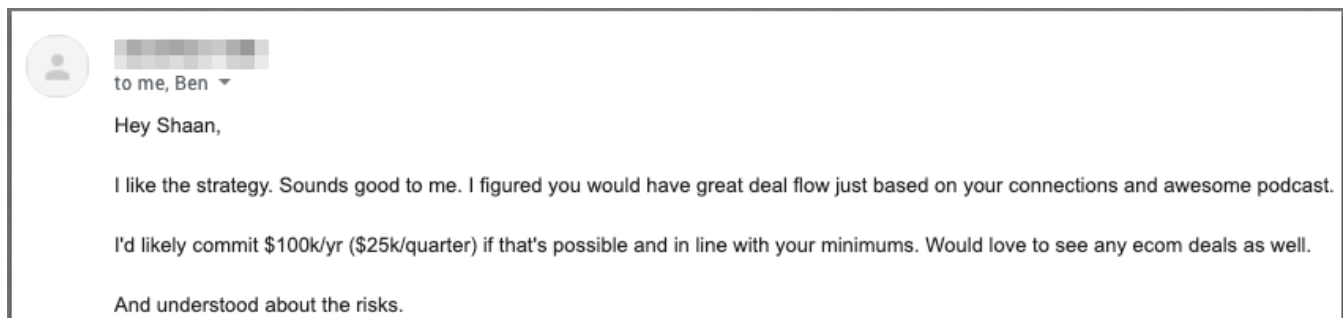 to me, Ben
Hey Shaan,
I like the strategy. Sounds good to me. I figured you would have great deal flow just based on your connections and awesome podcast.
I'd likely commit $100k/yr ($25k/quarter) if that's possible and in line with your minimums. Would love to see any ecom deals as well.
And understood about the risks.